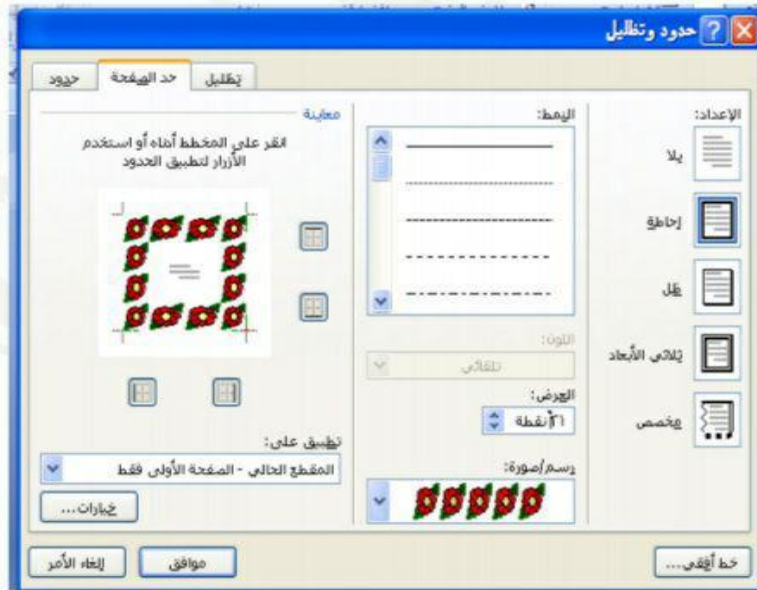 حدود وتظليل
حدود
حد الصفحة
تظليل
الإعداد:
بلا
إحاطة
ظل
ثلاثي الأبعاد
مخصص
النمط:
اللون:
تلقائي
العرض:
نقطة
رسم/صورة:
معاينة
انقر على المخطط أدناه أو استخدم
الأزرار لتطبيق الحدود
تطبيق على:
المقطع الحالي - الصفحة الأولى فقط
خيارات...
خط أفقي...
موافق
إلغاء الأمر